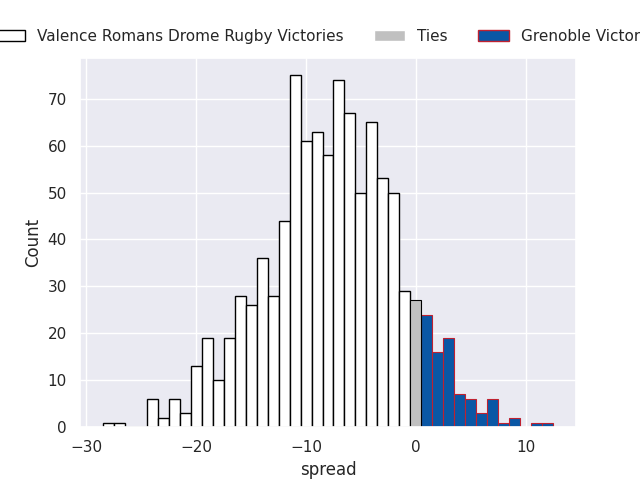 Valence Romans Drome Rugby Victories Ties Grenoble Victor
70
60
50
40
30
20
10
0
Count
−30 −20 −10 0 10
spread